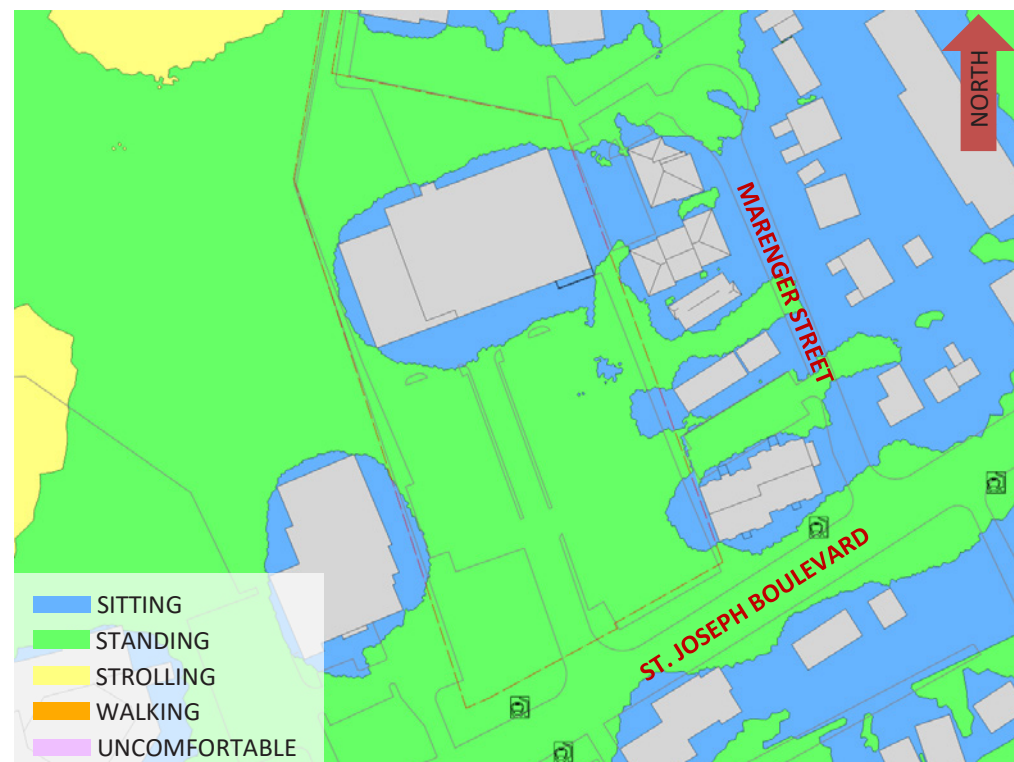 NORTH
MARENGER STREET
ST. JOSEPH BOULEVARD
SITTING
STANDING
STROLLING
WALKING
UNCOMFORTABLE